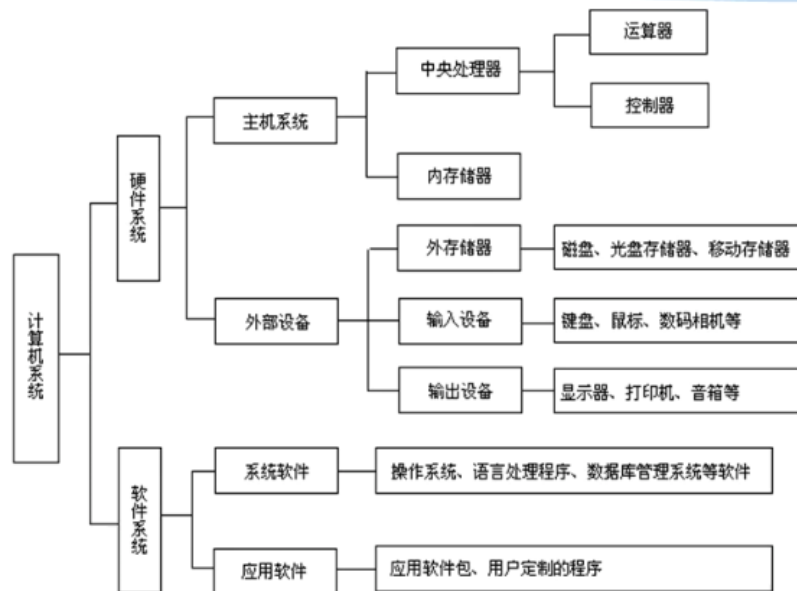 计算机系统
硬件系统
主机系统
中央处理器
运算器
控制器
内存储器
外部设备
外存储器
磁盘、光盘存储器、移动存储器
输入设备
键盘、鼠标、数码相机等
输出设备
显示器、打印机、音箱等
软件系统
系统软件
操作系统、语言处理程序、数据库管理系统等软件
应用软件
应用软件包、用户定制的程序